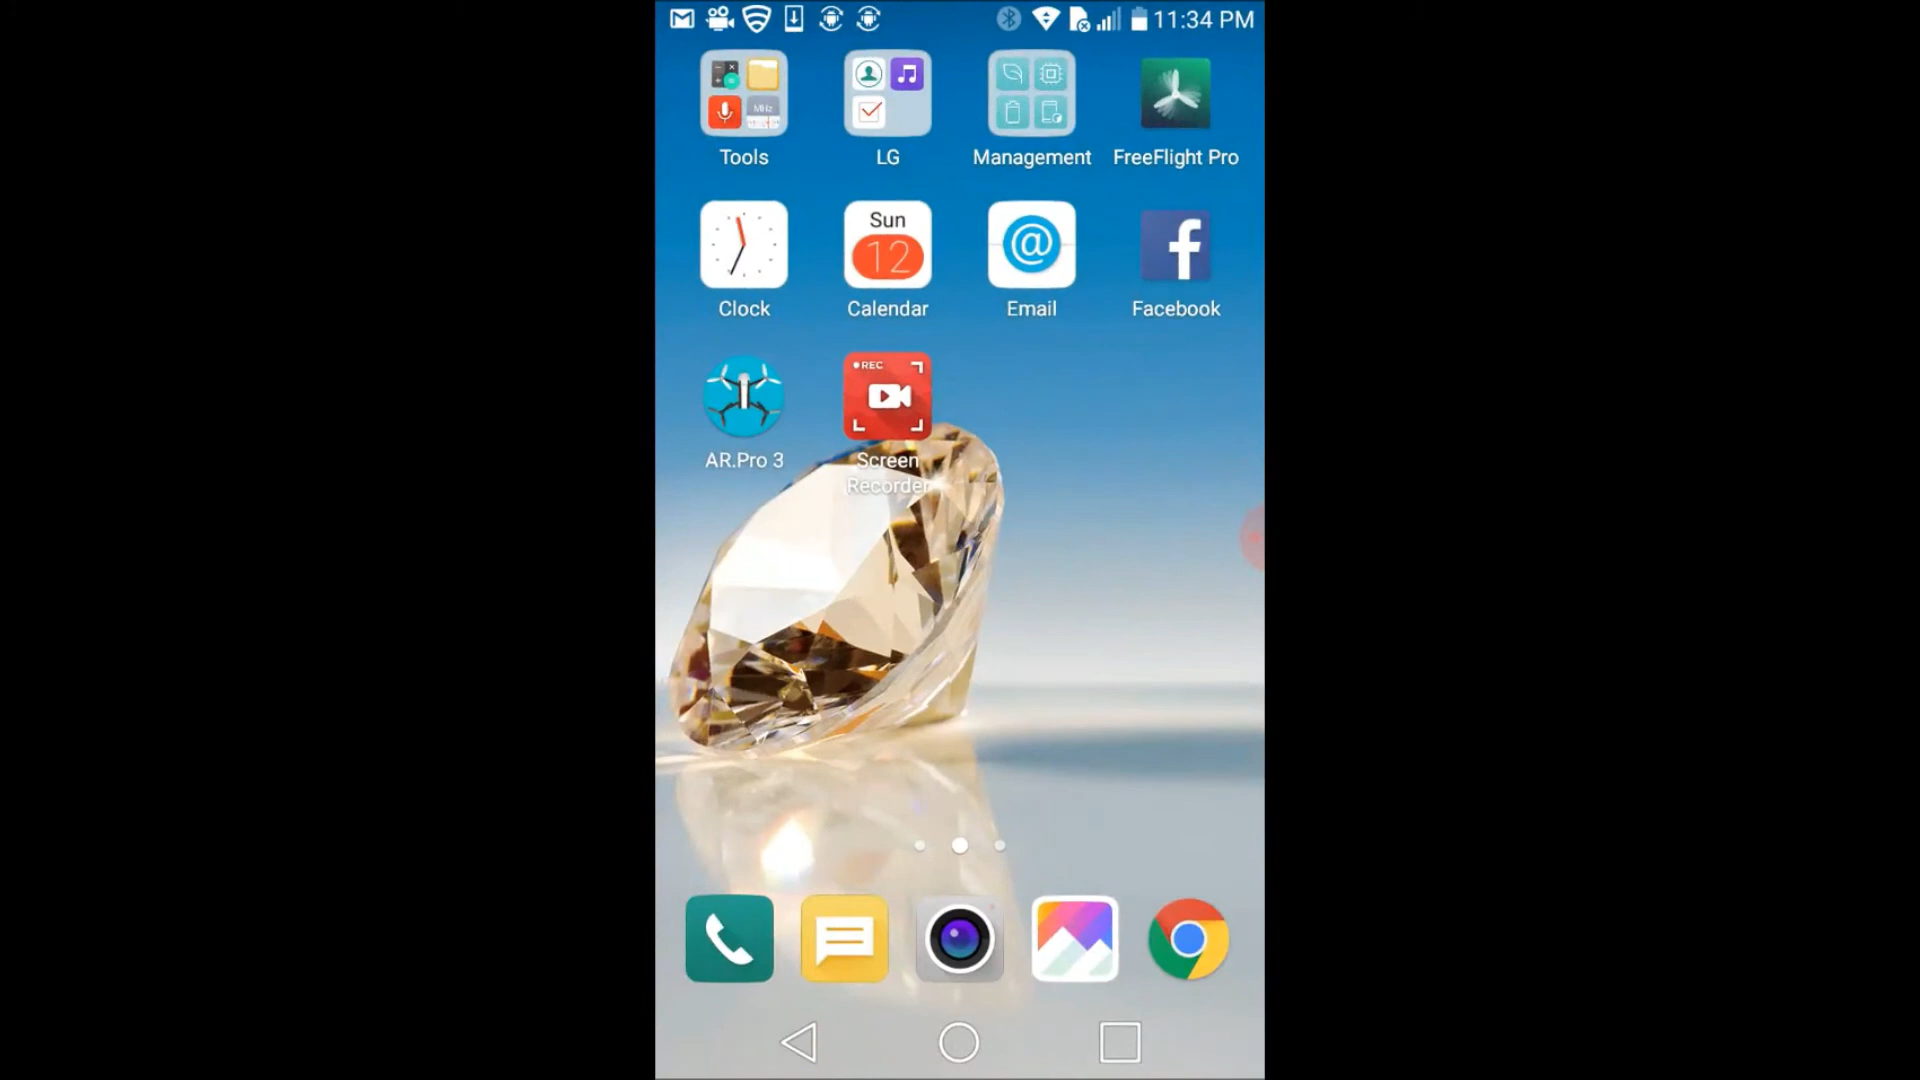 11:34 PM
MHz
Tools
LG
Management
FreeFlight Pro
Sun
12
Clock
Calendar
Email
Facebook
REC
AR.Pro 3
Screen
Recorder